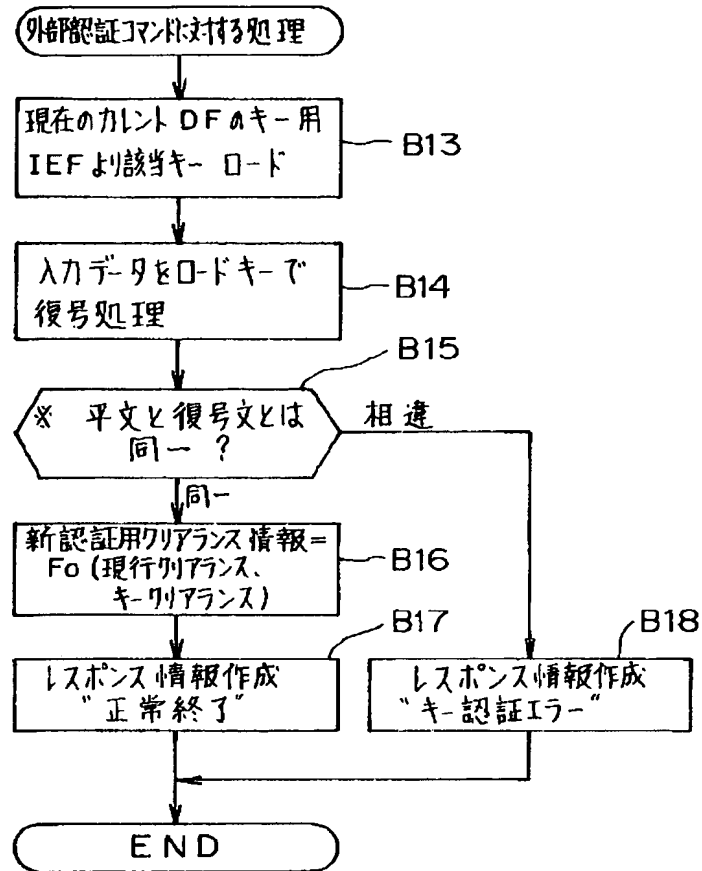 外部認証コマンドに対する処理
現在のカレントDFのキー用
IEFより該当キーロード
B13
入力データをロードキーで
復号処理
B14
B15
※ 平文と復号文とは
同一 ?
相違
同一
新認証用クリアランス情報=
Fo (現行クリアランス、
キークリアランス)
B16
B17
レスポンス情報作成
"正常終了"
B18
レスポンス情報作成
"キー認証エラー"
END